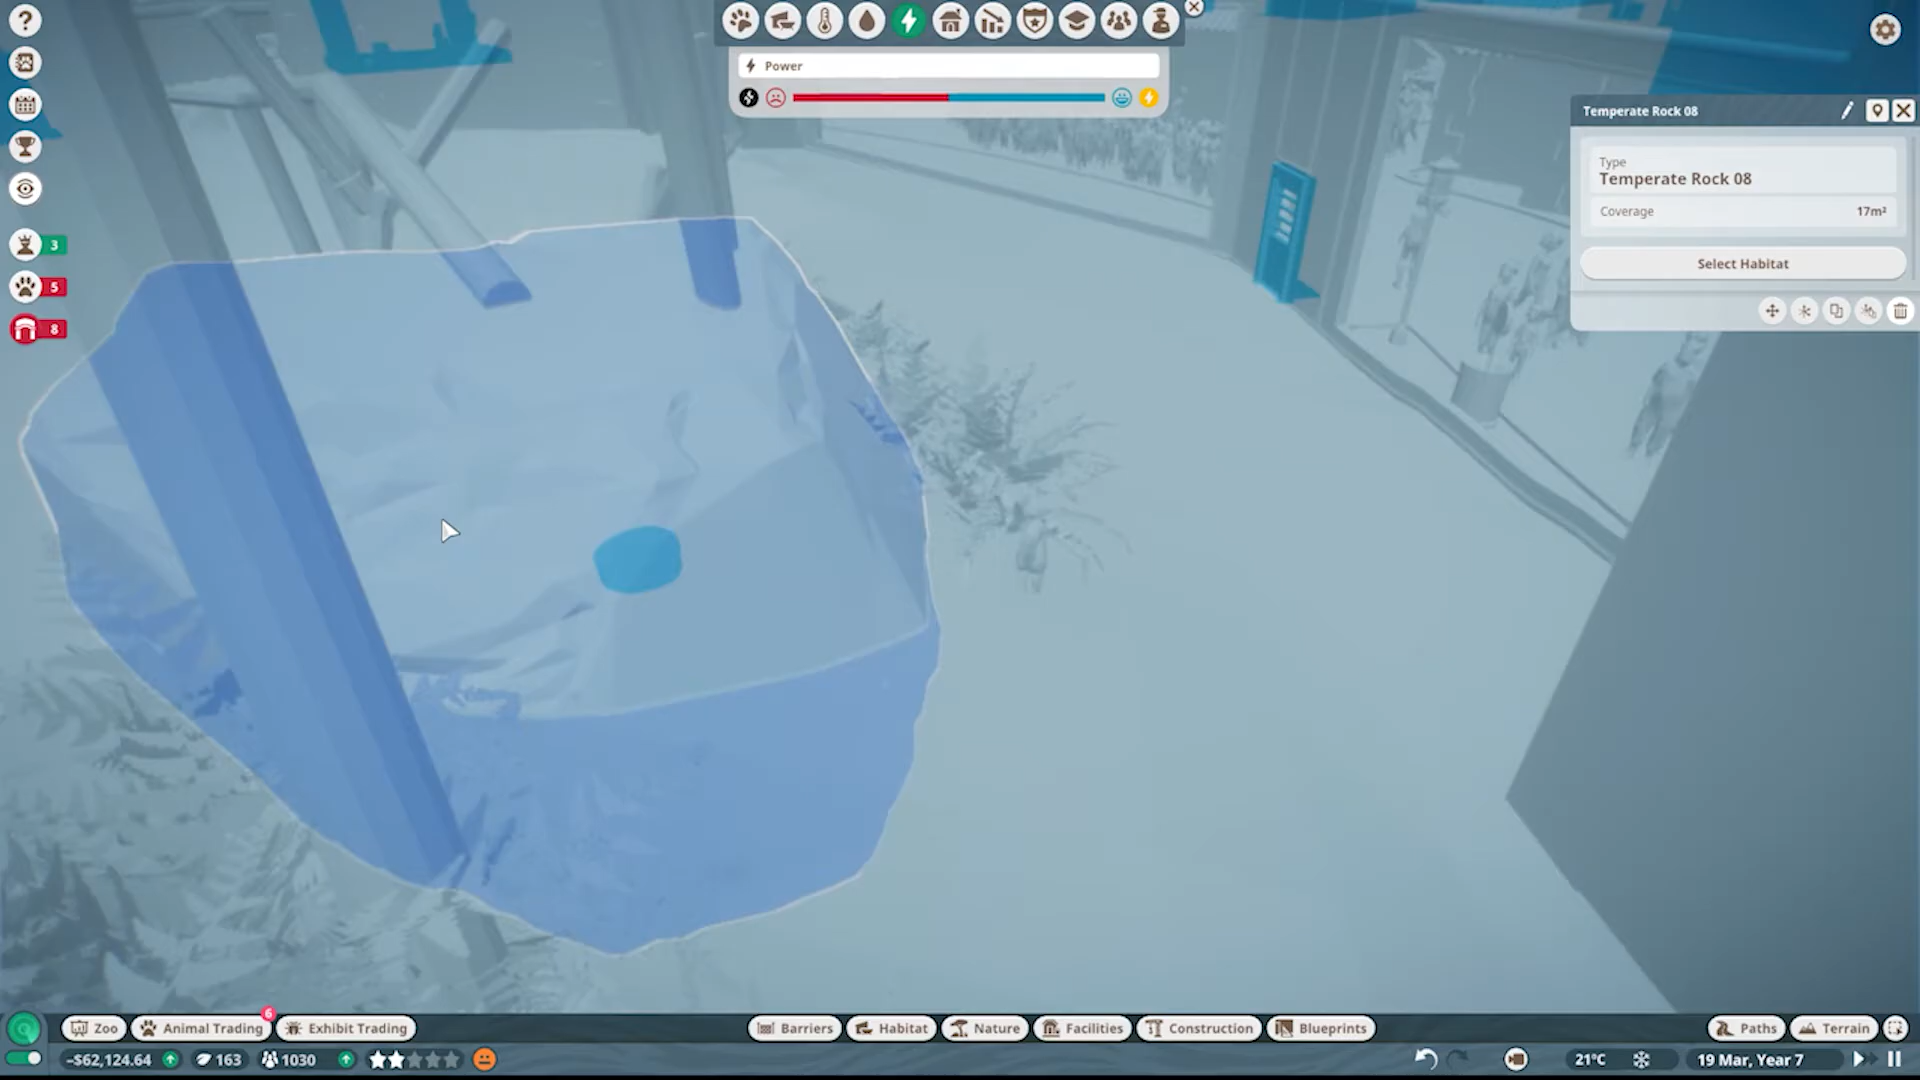 ?
Power
Temperate Rock 08
Type
Temperate Rock 08
Coverage 17m²
Select Habitat
3
5
8
Zoo
Animal Trading
6
Exhibit Trading
Barriers
Habitat
Nature
Facilities
Construction
Blueprints
Paths
Terrain
-$62,124.64
163
1030
21°C
19 Mar, Year 7